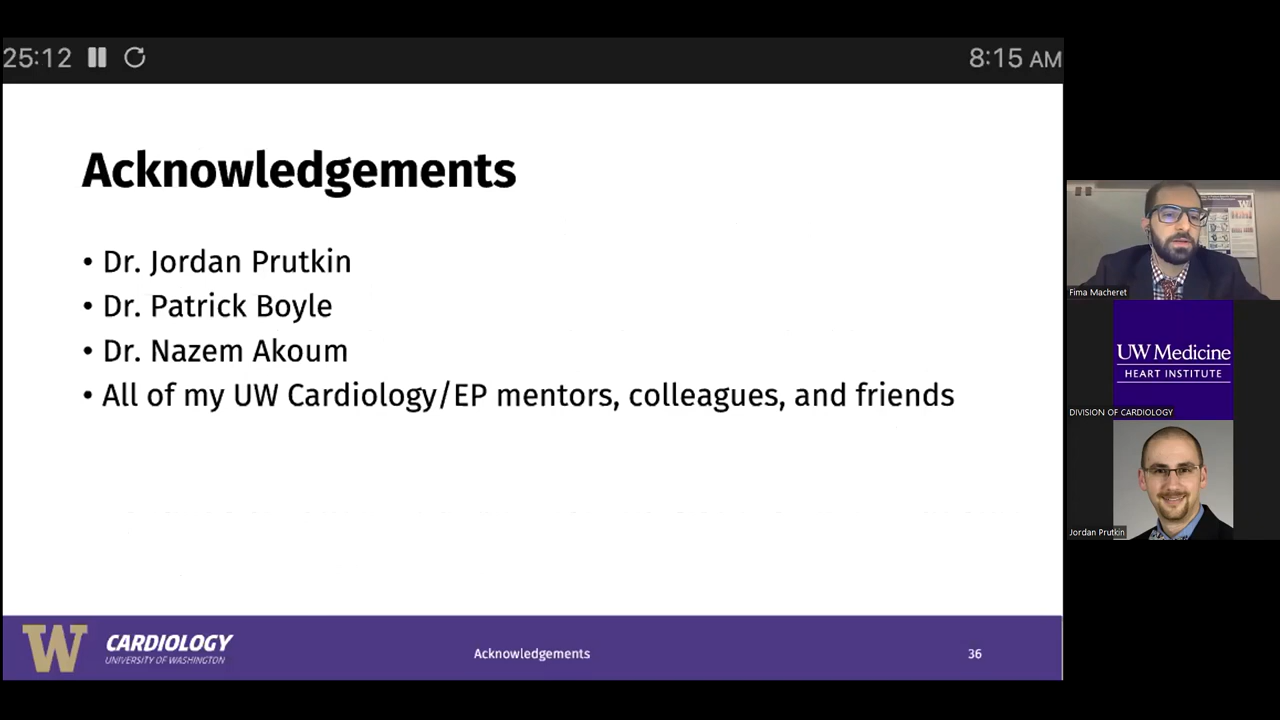 25:12
8:15 AM
Acknowledgements
• Dr. Jordan Prutkin
• Dr. Patrick Boyle
• Dr. Nazem Akoum
• All of my UW Cardiology/EP mentors, colleagues, and friends
W CARDIOLOGY
UNIVERSITY OF WASHINGTON
Acknowledgements
36
Fima Macheret
UW Medicine
HEART INSTITUTE
DIVISION OF CARDIOLOGY
Jordan Prutkin